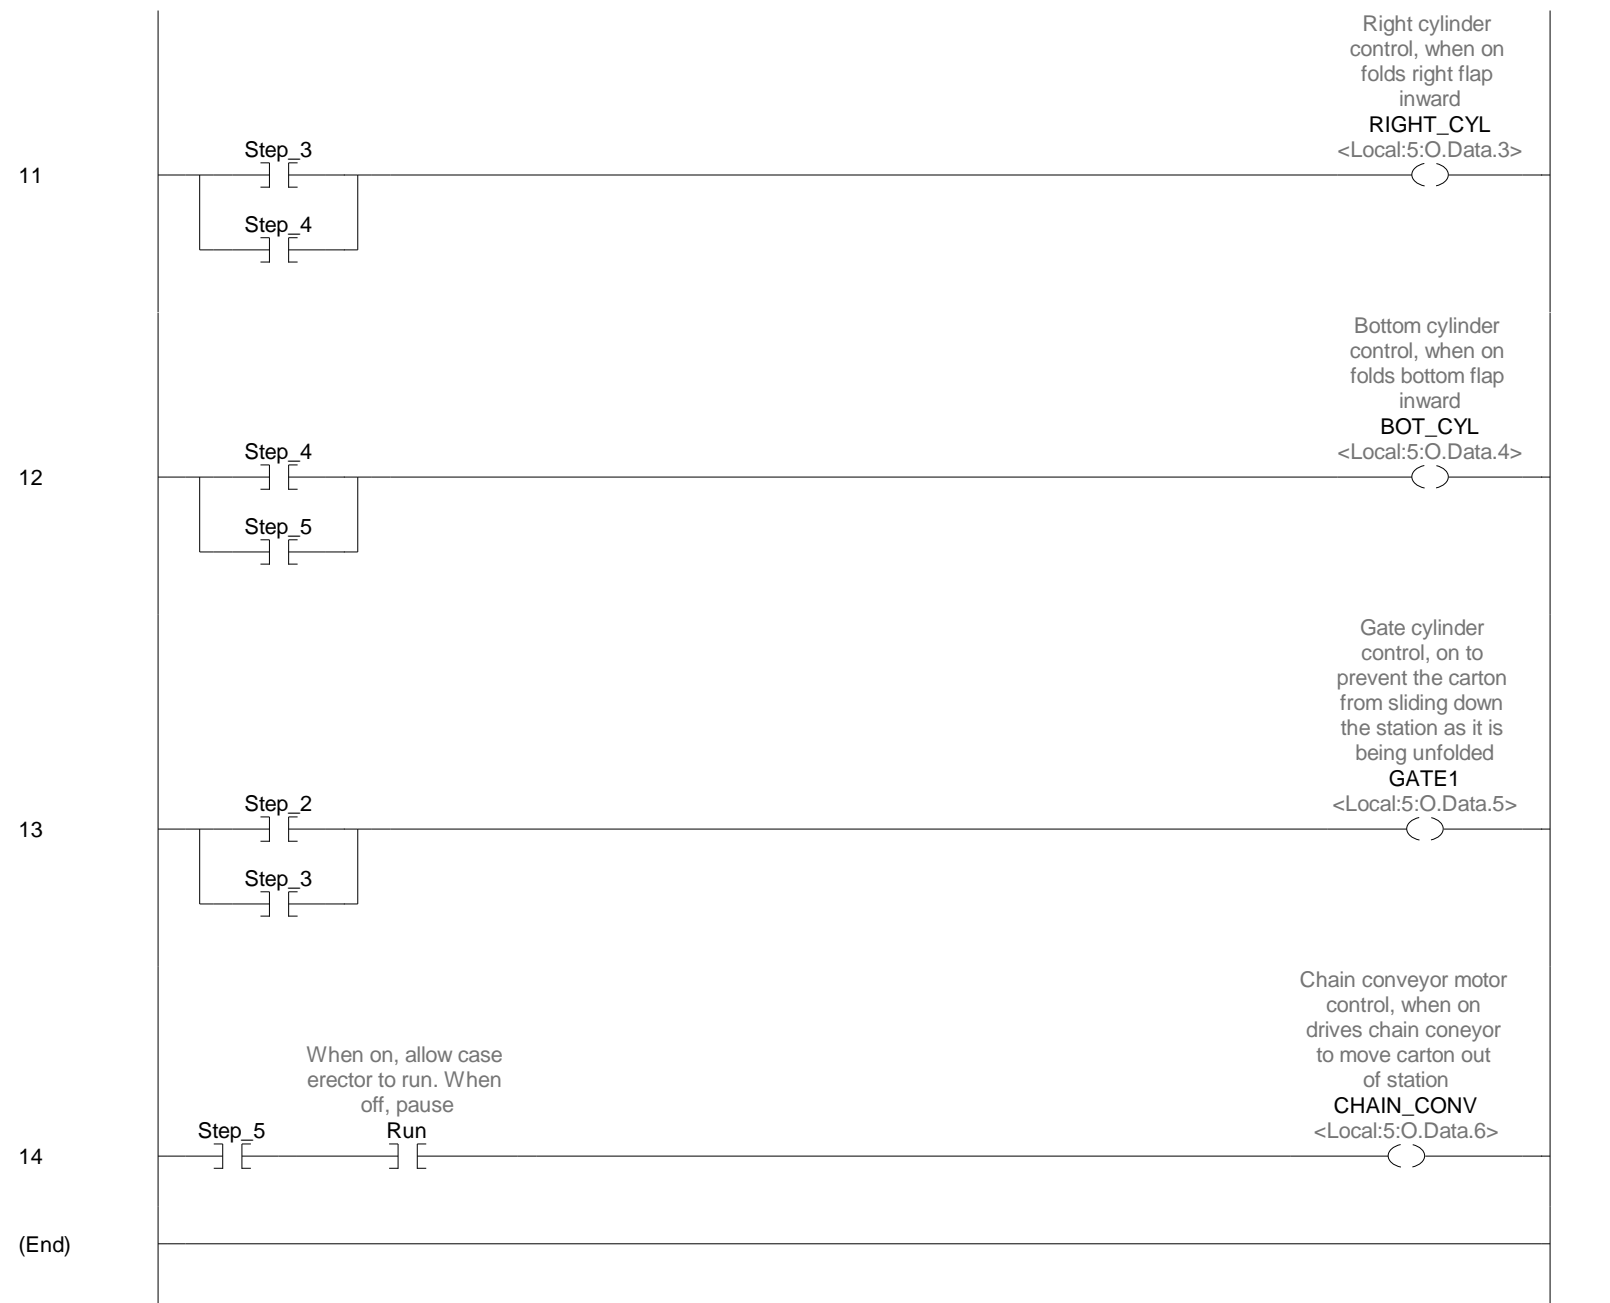 Right cylinder
control, when on
folds right flap
inward
RIGHT_CYL
<Local:5:O.Data.3>
Step_3
11
Step_4
Bottom cylinder
control, when on
folds bottom flap
inward
BOT_CYL
<Local:5:O.Data.4>
Step_4
12
Step_5
Gate cylinder
control, on to
prevent the carton
from sliding down
the station as it is
being unfolded
GATE1
<Local:5:O.Data.5>
Step_2
13
Step_3
Chain conveyor motor
control, when on
drives chain coneyor
to move carton out
of station
CHAIN_CONV
<Local:5:O.Data.6>
When on, allow case
erector to run. When
off, pause
Step_5
Run
14
(End)